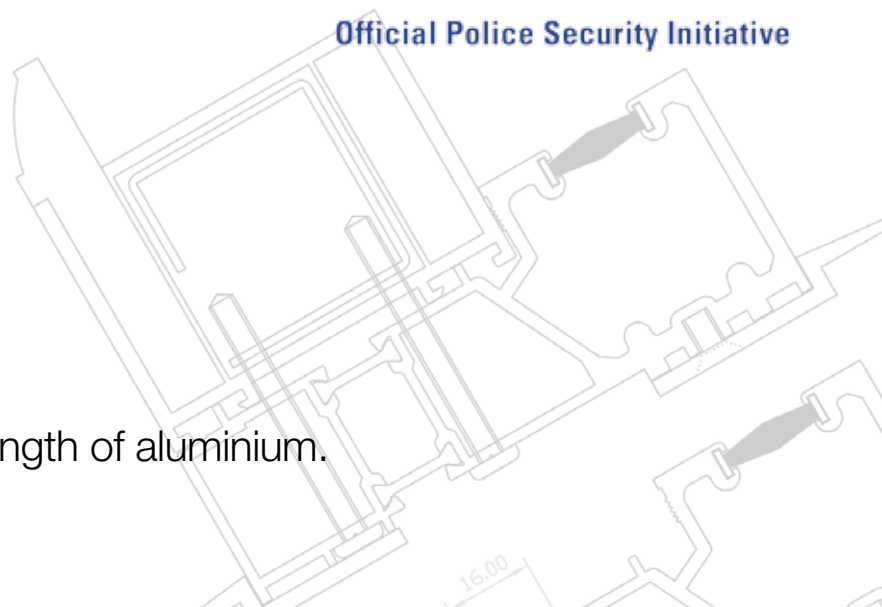 Official Police Security Initiative
ngth of aluminium.
16.00